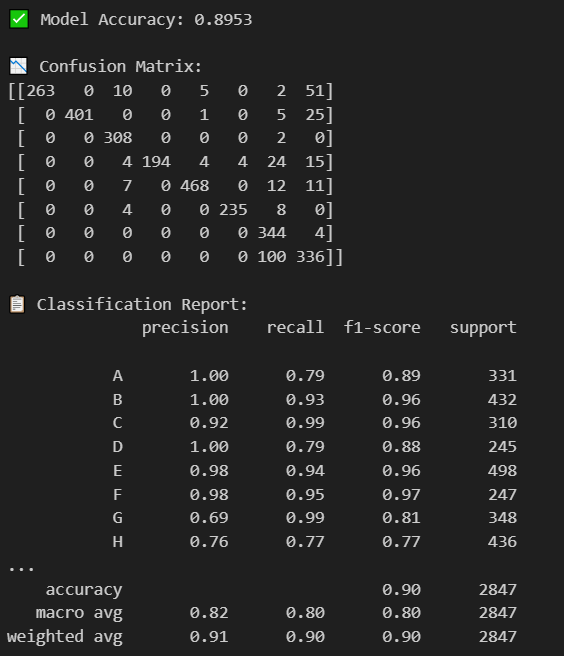 ✅ Model Accuracy: 0.8953
📉 Confusion Matrix:
[[263   0  10   0   5   0   2  51]
 [  0 401   0   0   1   0   5  25]
 [  0   0 308   0   0   0   2   0]
 [  0   0   4 194   4   4  24  15]
 [  0   0   7   0 468   0  12  11]
 [  0   0   4   0   0 235   8   0]
 [  0   0   0   0   0   0 344   4]
 [  0   0   0   0   0   0 100 336]]
📋 Classification Report:
              precision    recall  f1-score   support
           A       1.00      0.79      0.89       331
           B       1.00      0.93      0.96       432
           C       0.92      0.99      0.96       310
           D       1.00      0.79      0.88       245
           E       0.98      0.94      0.96       498
           F       0.98      0.95      0.97       247
           G       0.69      0.99      0.81       348
           H       0.76      0.77      0.77       436
...
    accuracy                           0.90      2847
   macro avg       0.82      0.80      0.80      2847
weighted avg       0.91      0.90      0.90      2847